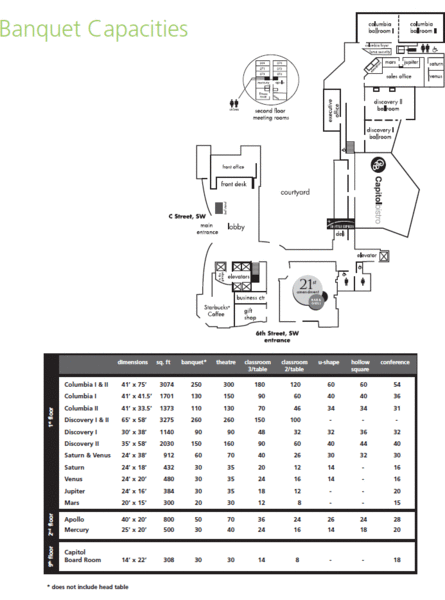 Banquet Capacities
columbia ballroom I
columbia ballroom II
mars
jupiter
saturn
venus
sales office
executive office
discovery II ballroom
discovery I ballroom
second floor
meeting rooms
Capitol bistro
front office
front desk
courtyard
C Street, SW
main
entrance
lobby
deli
elevator
elevators
business ctr
Starbucks®
Coffee
gift
shop
21st
amendment
6th Street, SW
entrance
dimensions sq. ft banquet* theatre classroom 3/table classroom 2/table u-shape hollow square conference
1st floor
Columbia I & II 41' x 75' 3074 250 300 180 120 60 60 54
Columbia I 41' x 41.5' 1701 130 150 90 60 40 40 36
Columbia II 41' x 33.5' 1373 110 130 70 46 34 34 31
Discovery I & II 65' x 58' 3275 260 260 150 100 - - -
Discovery I 30' x 38' 1140 90 90 48 32 32 36 32
Discovery II 35' x 58' 2030 150 160 90 60 40 44 40
Saturn & Venus 24' x 38' 912 60 70 40 26 30 32 30
Saturn 24' x 18' 432 30 35 20 12 14 - 16
Venus 24' x 20' 480 30 35 24 16 14 - 16
Jupiter 24' x 16' 384 30 35 18 12 - - 20
Mars 20' x 15' 300 20 30 12 8 - - 15
2nd floor
Apollo 40' x 20' 800 50 70 36 24 26 24 28
Mercury 25' x 20' 500 30 40 24 16 14 18 20
9th floor
Capitol
Board Room 14' x 22' 308 30 30 14 8 - - 18
* does not include head table